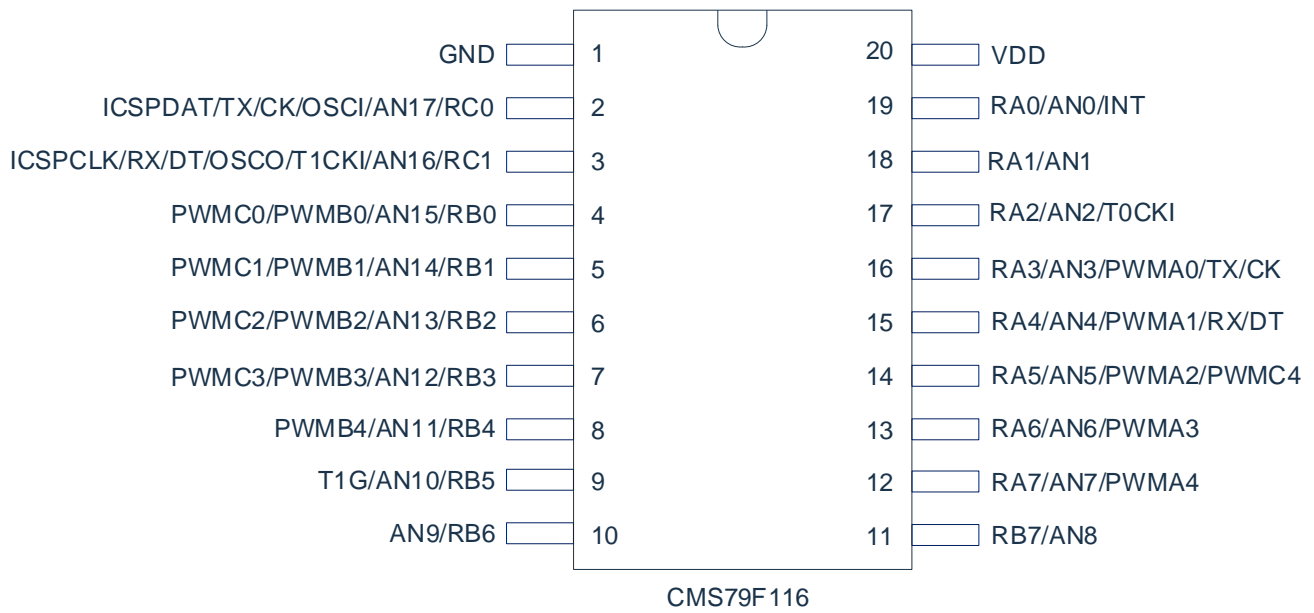 GND 1 20 VDD
ICSPDAT/TX/CK/OSCI/AN17/RC0 2 19 RA0/AN0/INT
ICSPCLK/RX/DT/OSCO/T1CKI/AN16/RC1 3 18 RA1/AN1
PWMC0/PWMB0/AN15/RB0 4 17 RA2/AN2/T0CKI
PWMC1/PWMB1/AN14/RB1 5 16 RA3/AN3/PWMA0/TX/CK
PWMC2/PWMB2/AN13/RB2 6 15 RA4/AN4/PWMA1/RX/DT
PWMC3/PWMB3/AN12/RB3 7 14 RA5/AN5/PWMA2/PWMC4
PWMB4/AN11/RB4 8 13 RA6/AN6/PWMA3
T1G/AN10/RB5 9 12 RA7/AN7/PWMA4
AN9/RB6 10 11 RB7/AN8
CMS79F116